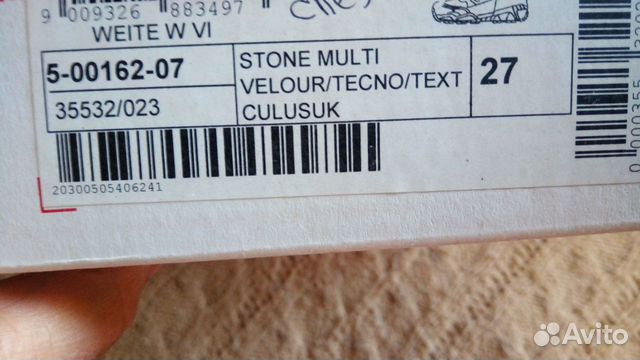 9 009326 883497
WEITE W VI
5-00162-07
STONE MULTI
VELOUR/TECNO/TEXT
27
35532/023
CULUSUK
20300505406241
Avito